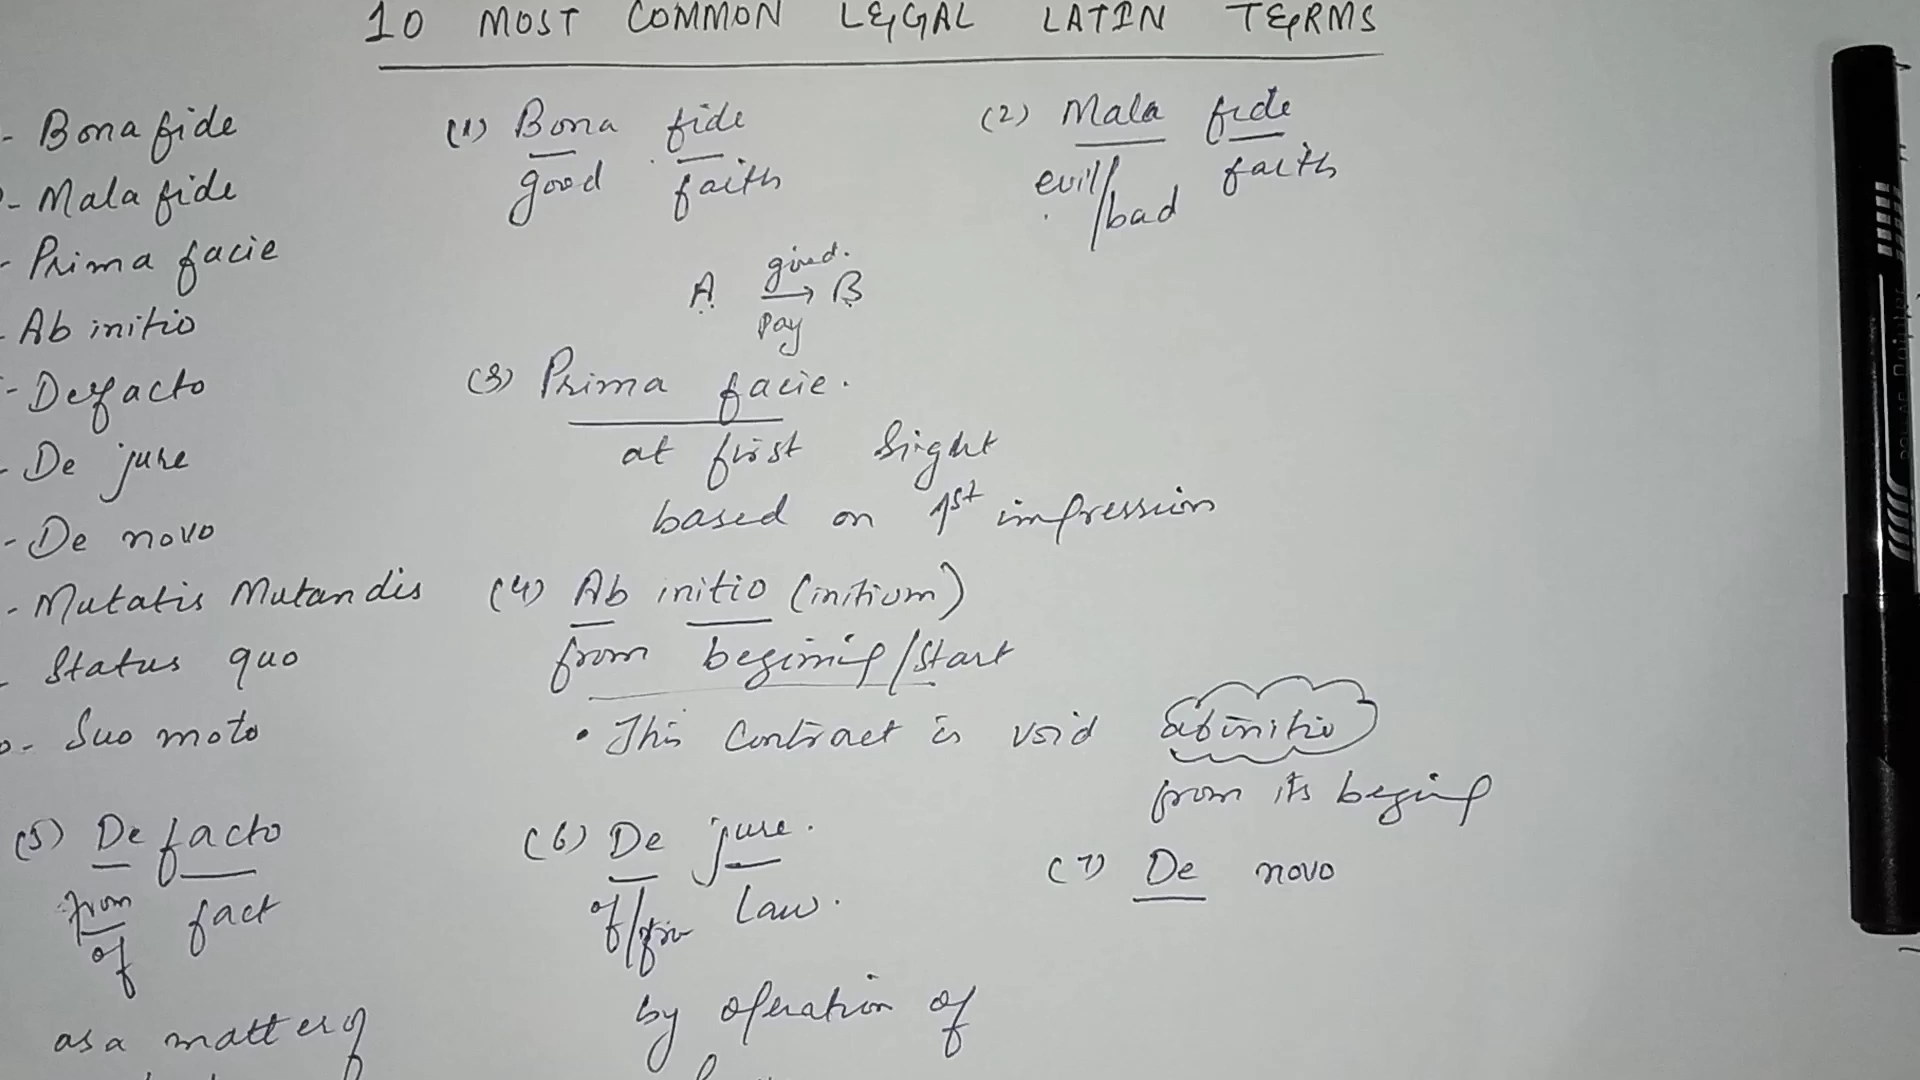 10 MOST COMMON LEGAL LATIN TERMS
- Bona fide
- Mala fide
- Prima facie
- Ab initio
- Defacto
- De jure
- De novo
- Mutatis Mutandis
- Status quo
- Suo moto
(1) Bona fide
good faith
(2) Mala fide
evil/bad faith
good.
A → B
Pay
(3) Prima facie.
at first sight
based on 1st impression
(4) Ab initio (initium)
from begining/start
• This contract is void abinitio
from its begining
(5) De facto
from fact
of
as a matter of
(6) De jure.
of/from Law.
by operation of
(7) De novo